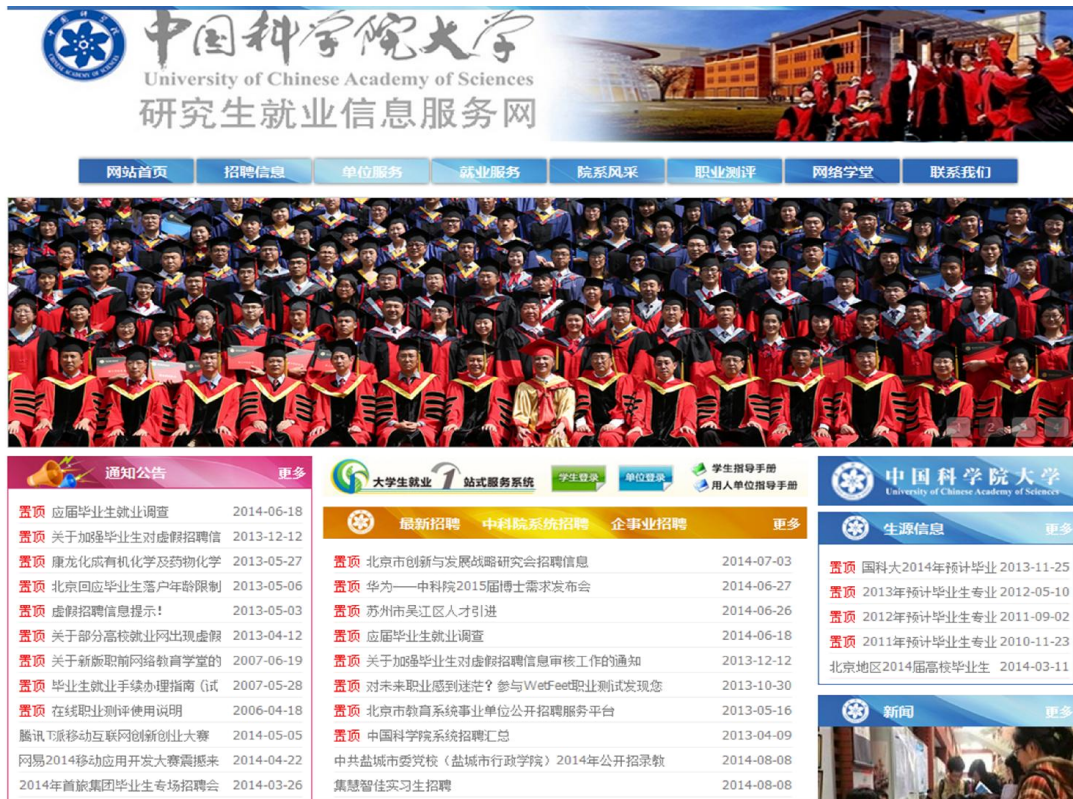 中国科学院大学
University of Chinese Academy of Sciences
研究生就业信息服务网
网站首页 招聘信息 单位服务 就业服务 院系风采 职业测评 网络学堂 联系我们
1 2 3 4
通知公告 更多
置顶 应届毕业生就业调查 2014-06-18
置顶 关于加强毕业生对虚假招聘信 2013-12-12
置顶 康龙化成有机化学及药物化学 2013-05-27
置顶 北京回应毕业生落户年龄限制 2013-05-06
置顶 虚假招聘信息提示! 2013-05-03
置顶 关于部分高校就业网出现虚假 2013-04-12
置顶 关于新版职前网络教育学堂的 2007-06-19
置顶 毕业生就业手续办理指南（试 2007-05-28
置顶 在线职业测评使用说明 2006-04-18
腾讯T派移动互联网创新创业大赛 2014-05-05
网易2014移动应用开发大赛震撼来 2014-04-22
2014年首旅集团毕业生专场招聘会 2014-03-26
大学生就业 1 站式服务系统 学生登录 单位登录
学生指导手册
用人单位指导手册
最新招聘 中科院系统招聘 企事业招聘 更多
置顶 北京市创新与发展战略研究会招聘信息 2014-07-03
置顶 华为——中科院2015届博士需求发布会 2014-06-27
置顶 苏州市吴江区人才引进 2014-06-26
置顶 应届毕业生就业调查 2014-06-18
置顶 关于加强毕业生对虚假招聘信息审核工作的通知 2013-12-12
置顶 对未来职业感到迷茫？参与WetFeet职业测试发现您 2013-10-30
置顶 北京市教育系统事业单位公开招聘服务平台 2013-05-16
置顶 中国科学院系统招聘汇总 2013-04-09
中共盐城市委党校（盐城市行政学院）2014年公开招录教 2014-08-08
集慧智佳实习生招聘 2014-08-08
中国科学院大学
University of Chinese Academy of Sciences
生源信息 更多
置顶 国科大2014年预计毕业 2013-11-25
置顶 2013年预计毕业生专业 2012-05-10
置顶 2012年预计毕业生专业 2011-09-02
置顶 2011年预计毕业生专业 2010-11-23
北京地区2014届高校毕业生 2014-03-11
新闻 更多